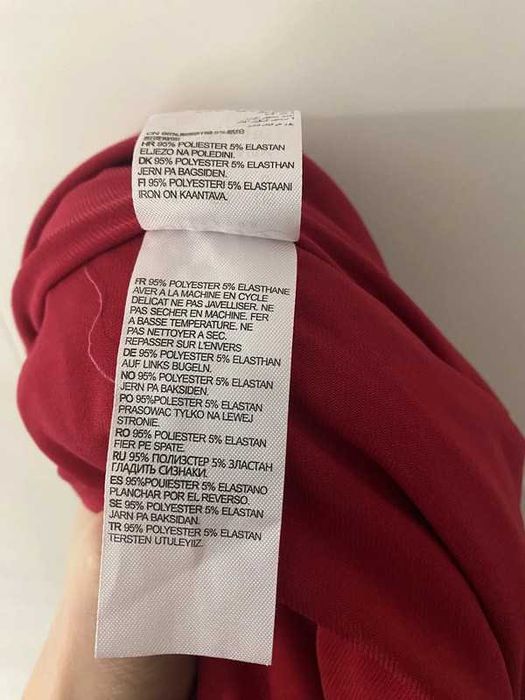 HR 95% POLIESTER 5% ELASTAN
ELJEZO NA POLEDINI.
DK 95% POLYESTER 5% ELASTHAN
JERN PA BAGSIDEN.
FI 95% POLYESTERI 5% ELASTAANI
IRON ON KAANTAVA.
FR 95% POLYESTER 5% ELASTHANE
AVER A LA MACHINE EN CYCLE
DELICAT NE PAS JAVELLISER. NE
PAS SECHER EN MACHINE. FER
A BASSE TEMPERATURE. NE
PAS NETTOYER A SEC.
REPASSER SUR L'ENVERS
DE 95% POLYESTER 5% ELASTHAN
AUF LINKS BUGELN.
NO 95% POLYESTER 5% ELASTAN
JERN PA BAKSIDEN.
PO 95%POLESTER 5% ELASTAN
PRASOWAC TYLKO NA LEWEJ
STRONIE.
RO 95% POLIESTER 5% ELASTAN
FIER PE SPATE.
RU 95% ПОЛИЗСТЕР 5% ЗЛАСТАН
ГЛАДИТЬ СИЗНАКИ.
ES 95%POUIESTER 5% ELASTANO
PLANCHAR POR EL REVERSO.
SE 95% POLYESTER 5% ELASTAN
JARN PA BAKSIDAN.
TR 95% POLYESTER 5% ELASTAN
TERSTEN UTULEYIIZ.